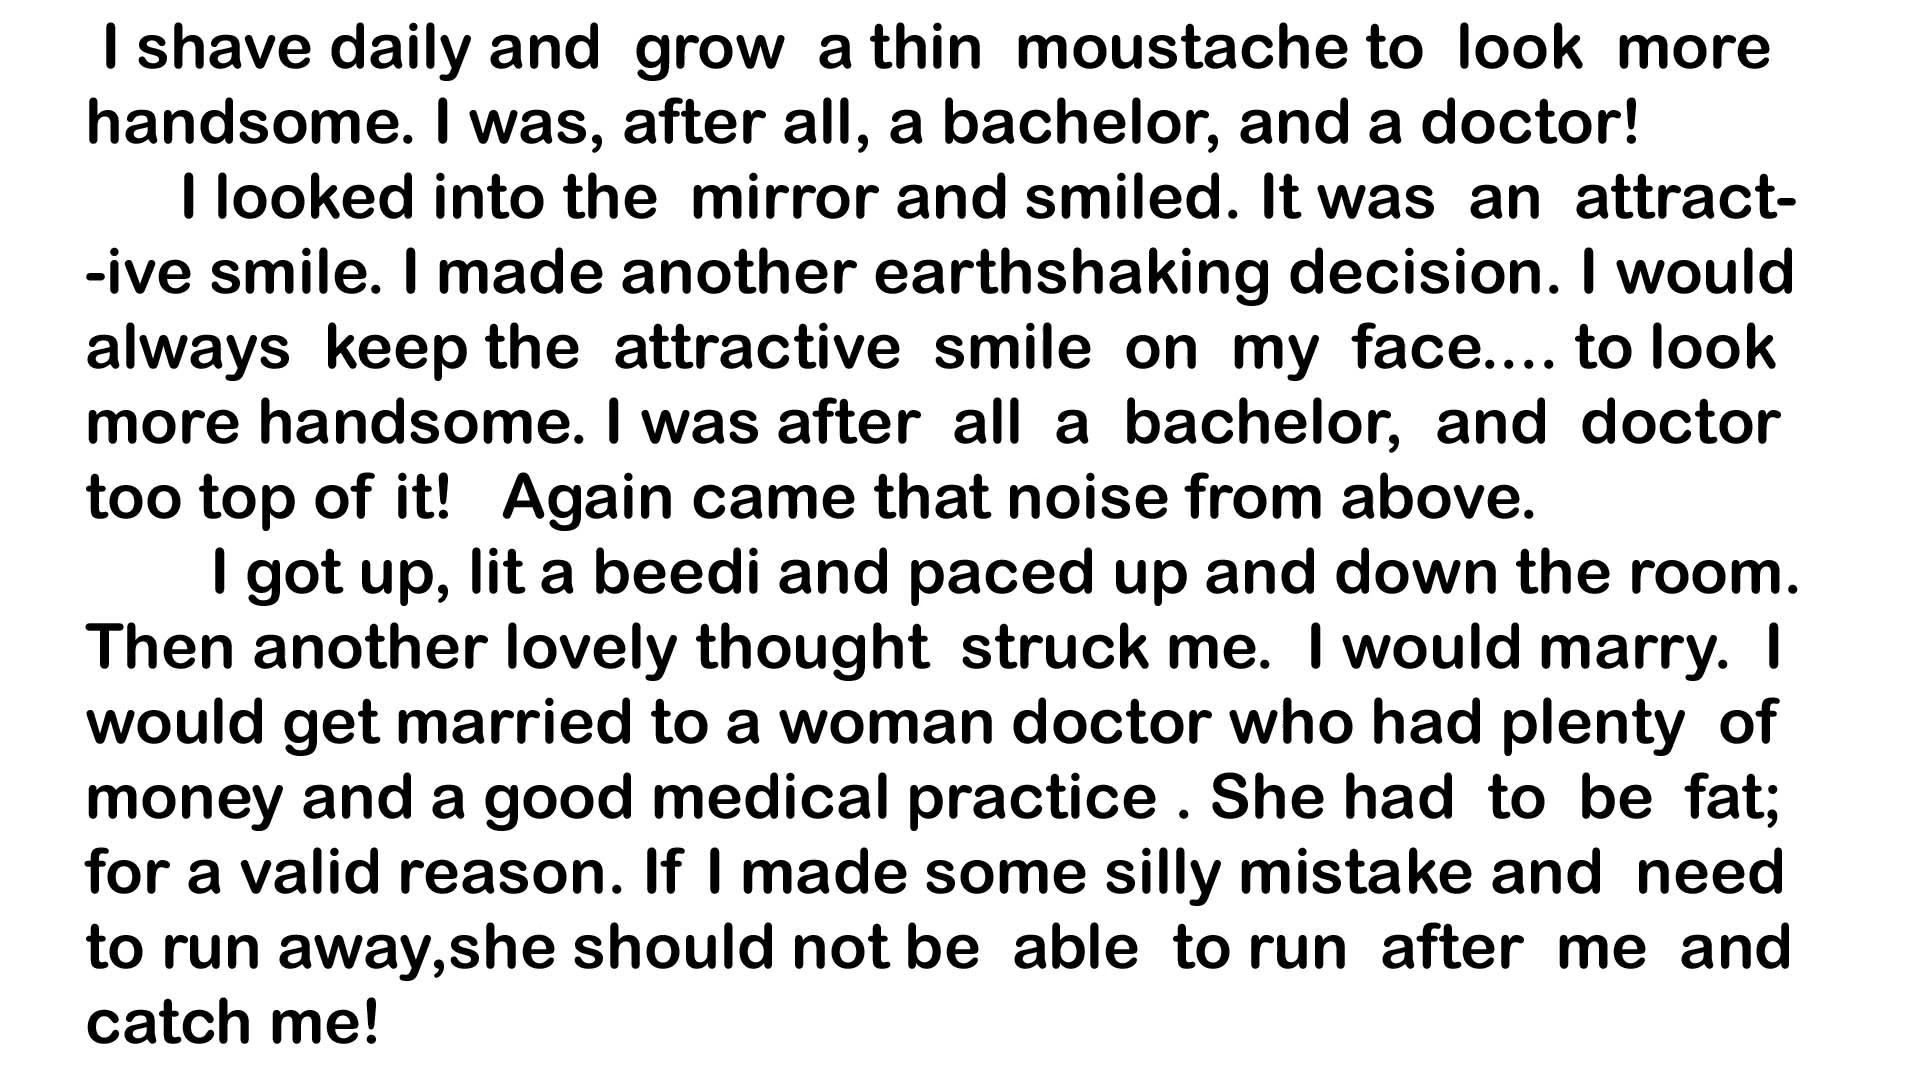 I shave daily and grow a thin moustache to look more
handsome. I was, after all, a bachelor, and a doctor!
I looked into the mirror and smiled. It was an attract-
-ive smile. I made another earthshaking decision. I would
always keep the attractive smile on my face.... to look
more handsome. I was after all a bachelor, and doctor
too top of it! Again came that noise from above.
I got up, lit a beedi and paced up and down the room.
Then another lovely thought struck me. I would marry. I
would get married to a woman doctor who had plenty of
money and a good medical practice . She had to be fat;
for a valid reason. If I made some silly mistake and need
to run away,she should not be able to run after me and
catch me!